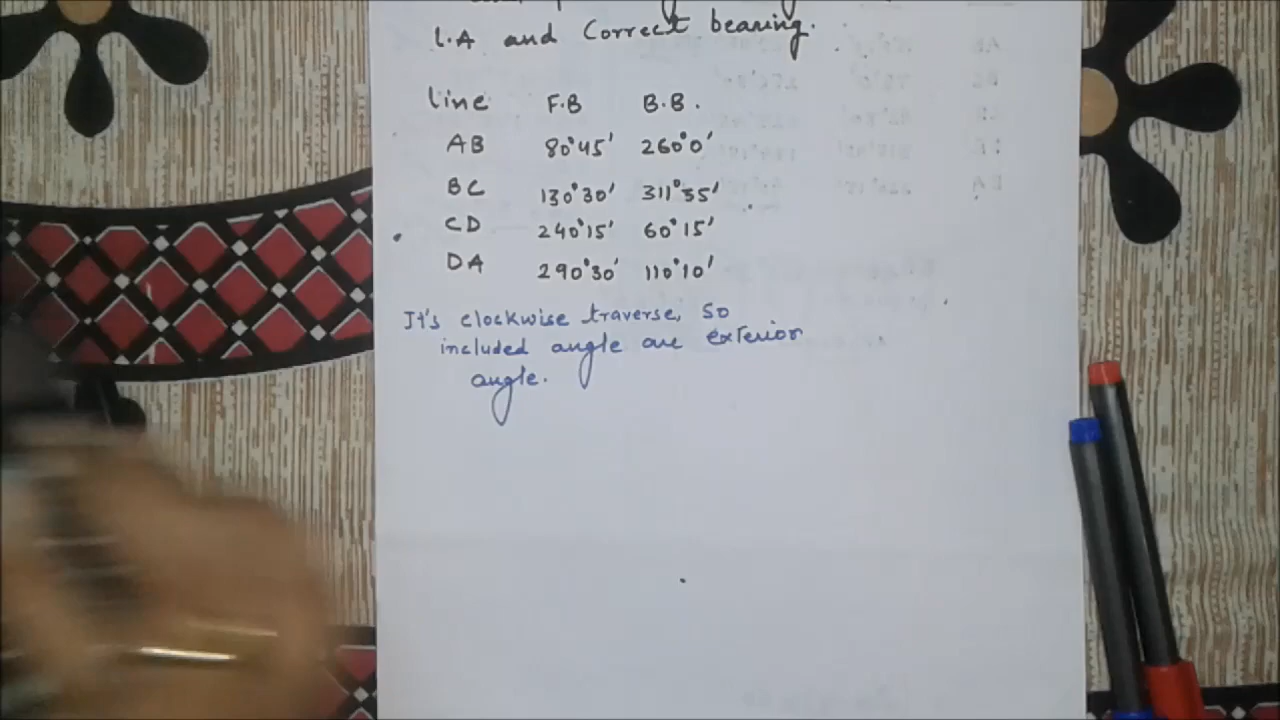 L.A and Correct bearing.
Line F.B B.B.
AB 80°45' 260°0'
BC 130°30' 311°35'
CD 240°15' 60°15'
DA 290°30' 110°10'
It's clockwise traverse, so
included angle are exterior
angle.